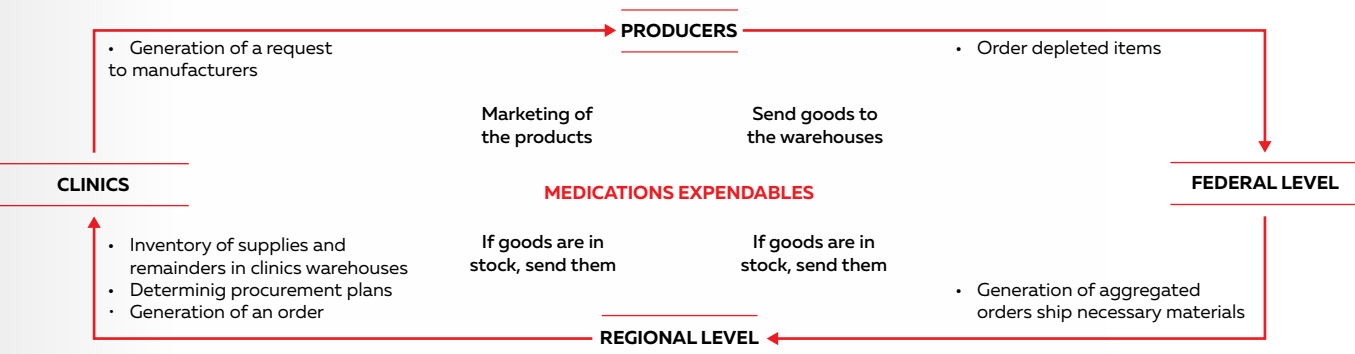 PRODUCERS
• Generation of a request
to manufacturers
• Order depleted items
Marketing of
the products
Send goods to
the warehouses
CLINICS
MEDICATIONS EXPENDABLES
FEDERAL LEVEL
• Inventory of supplies and
remainders in clinics warehouses
• Determinig procurement plans
• Generation of an order
If goods are in
stock, send them
If goods are in
stock, send them
• Generation of aggregated
orders ship necessary materials
REGIONAL LEVEL